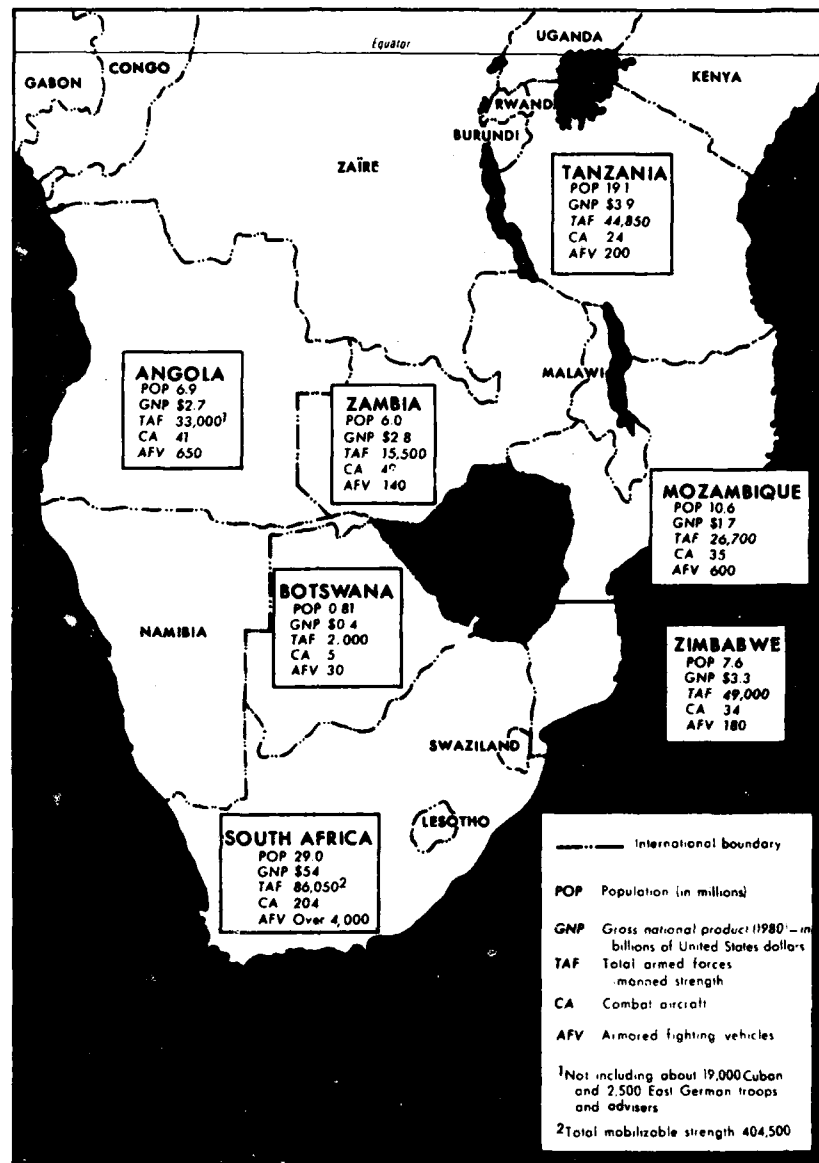 Equator
UGANDA
GABON
CONGO
KENYA
RWAND
BURUNDI
ZAÏRE
TANZANIA
POP 19.1
GNP $3.9
TAF 44,850
CA 24
AFV 200
ANGOLA
POP 6.9
GNP $2.7
TAF 33,000¹
CA 41
AFV 650
MALAWI
ZAMBIA
POP 6.0
GNP $2.8
TAF 15,500
CA
AFV 140
MOZAMBIQUE
POP 10.6
GNP $1.7
TAF 26,700
CA 35
AFV 600
BOTSWANA
POP 0.81
GNP $0.4
TAF 2,000
CA 5
AFV 30
NAMIBIA
ZIMBABWE
POP 7.6
GNP $3.3
TAF 49,000
CA 34
AFV 180
SWAZILAND
LESOTHO
SOUTH AFRICA
POP 29.0
GNP $54
TAF 86,050²
CA 204
AFV Over 4,000
International boundary
POP Population (in millions)
GNP Gross national product (1980)–in
billions of United States dollars
TAF Total armed forces
manned strength
CA Combat aircraft
AFV Armored fighting vehicles
¹Not including about 19,000 Cuban
and 2,500 East German troops
and advisers
²Total mobilizable strength 404,500